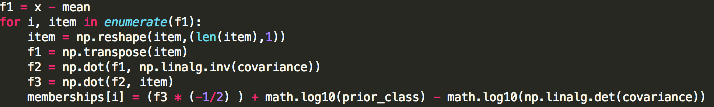 f1 = x - mean
for i, item in enumerate(f1):
    item = np.reshape(item,(len(item),1))
    f1 = np.transpose(item)
    f2 = np.dot(f1, np.linalg.inv(covariance))
    f3 = np.dot(f2, item)
    memberships[i] = (f3 * (-1/2) ) + math.log10(prior_class) - math.log10(np.linalg.det(covariance))